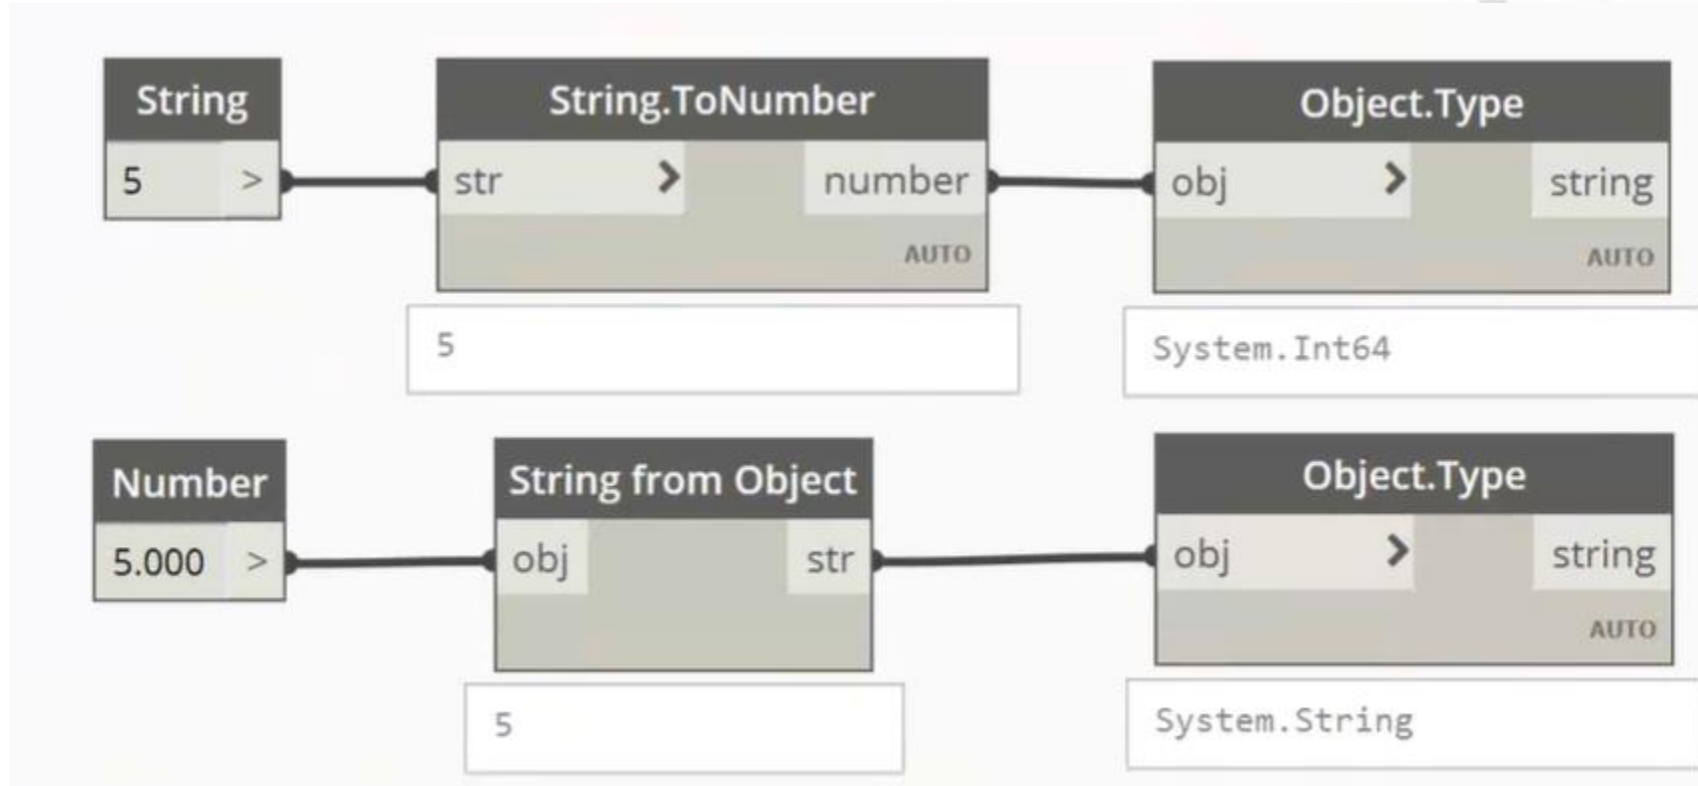 String
String.ToNumber
Object.Type
5 >
str
number
obj
string
AUTO
AUTO
5
System.Int64
Number
String from Object
Object.Type
5.000 >
obj
str
obj
string
AUTO
5
System.String